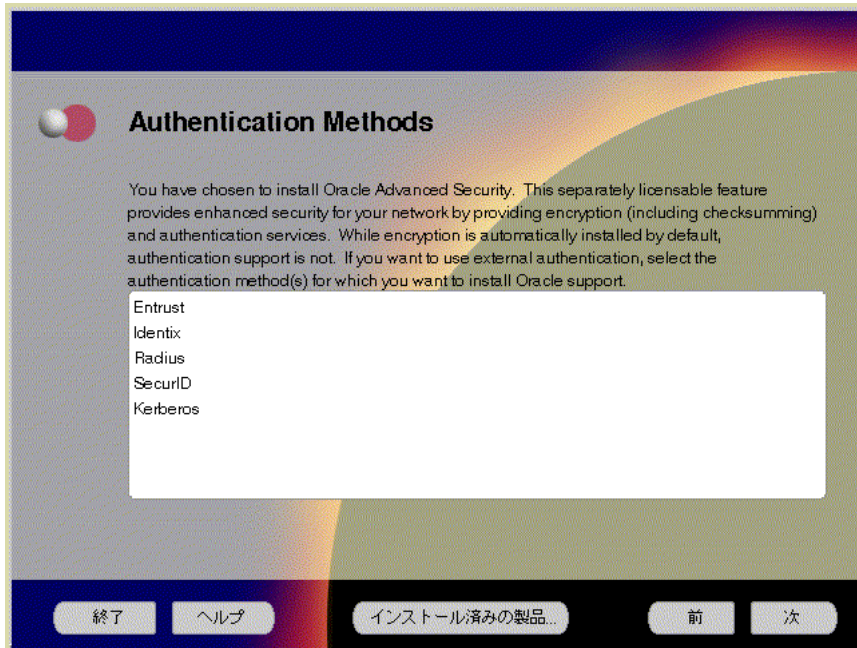 Authentication Methods
You have chosen to install Oracle Advanced Security. This separately licensable feature
provides enhanced security for your network by providing encryption (including checksumming)
and authentication services. While encryption is automatically installed by default,
authentication support is not. If you want to use external authentication, select the
authentication method(s) for which you want to install Oracle support.
Entrust
Identix
Radius
SecurID
Kerberos
終了 ヘルプ インストール済みの製品... 前 次